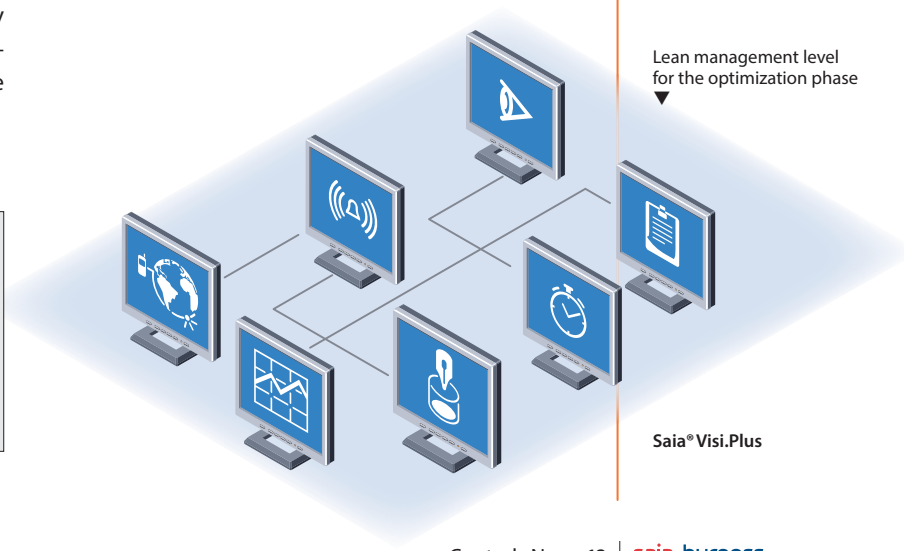 Lean management level
for the optimization phase
▼
Saia® Visi.Plus